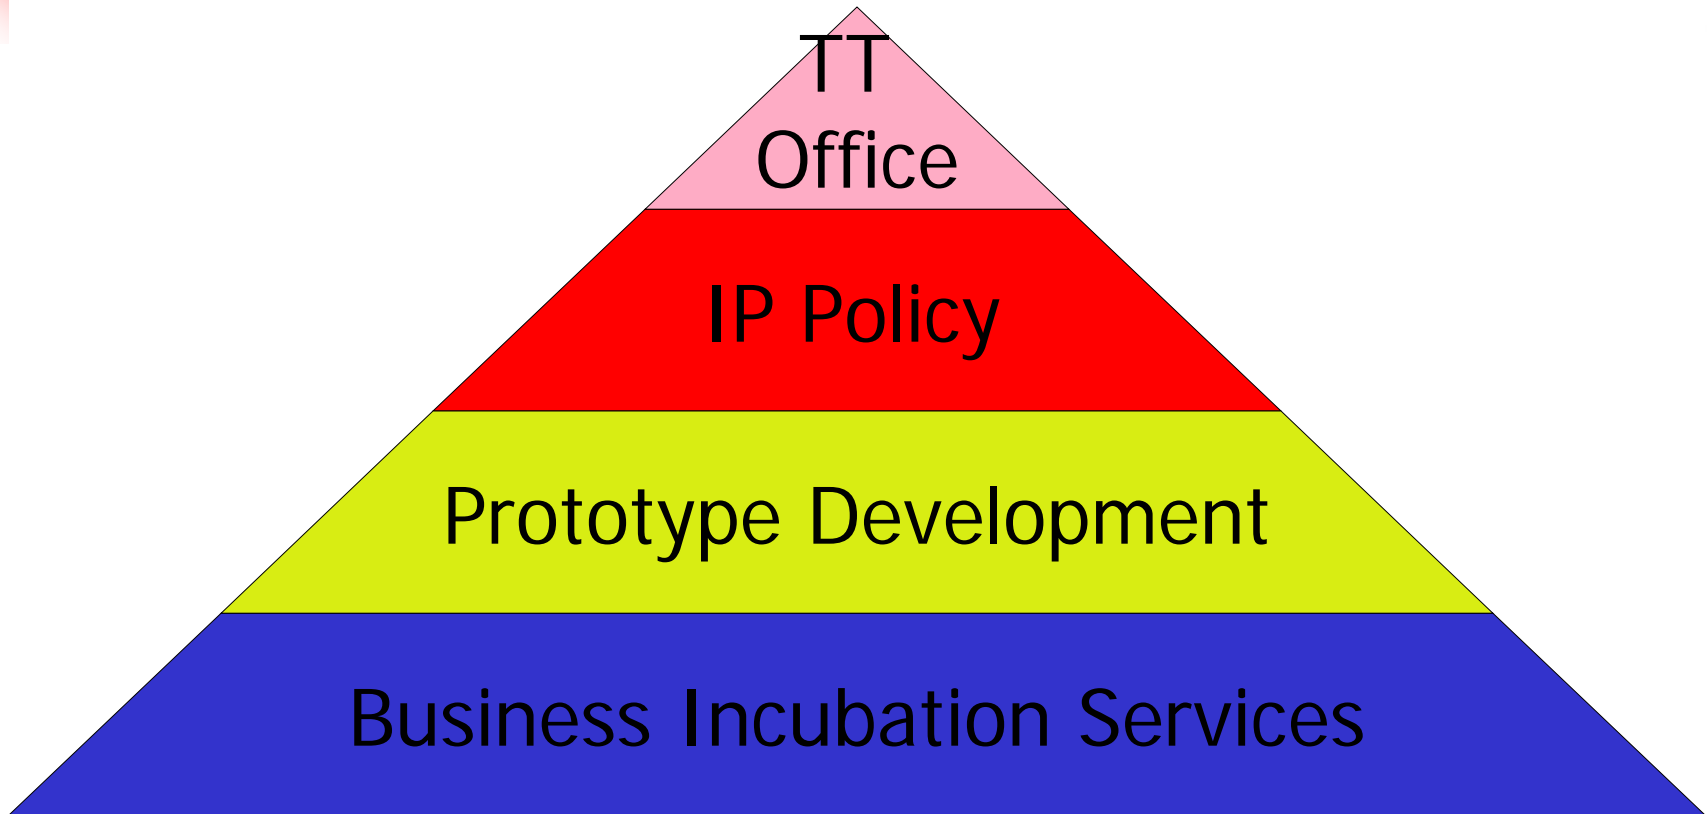 TT
Office
IP Policy
Prototype Development
Business Incubation Services